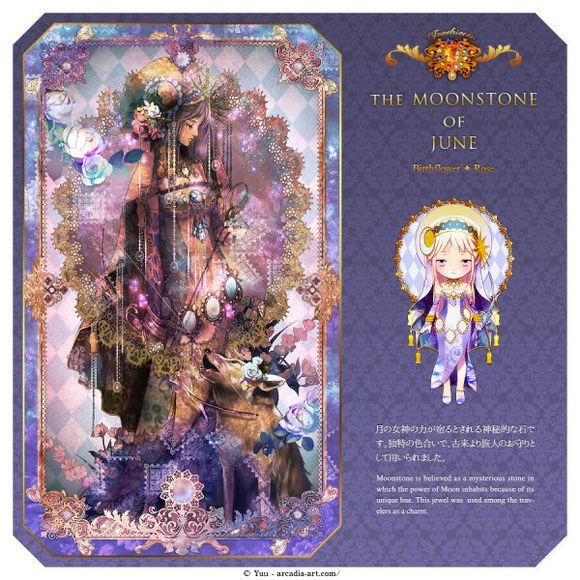 Jewebiact
THE MOONSTONE
OF
JUNE
Birthflower ✦ Rose
月の女神の力が宿るとされる神秘的な石で
す。独特の色合いで、古来より旅人のお守りと
して用いられました。
Moonstone is believed as a mysterious stone in
which the power of Moon inhabits because of its
unique hue. This jewel was used among the trav-
elers as a charm.
© Yuu - arcadia-art.com/